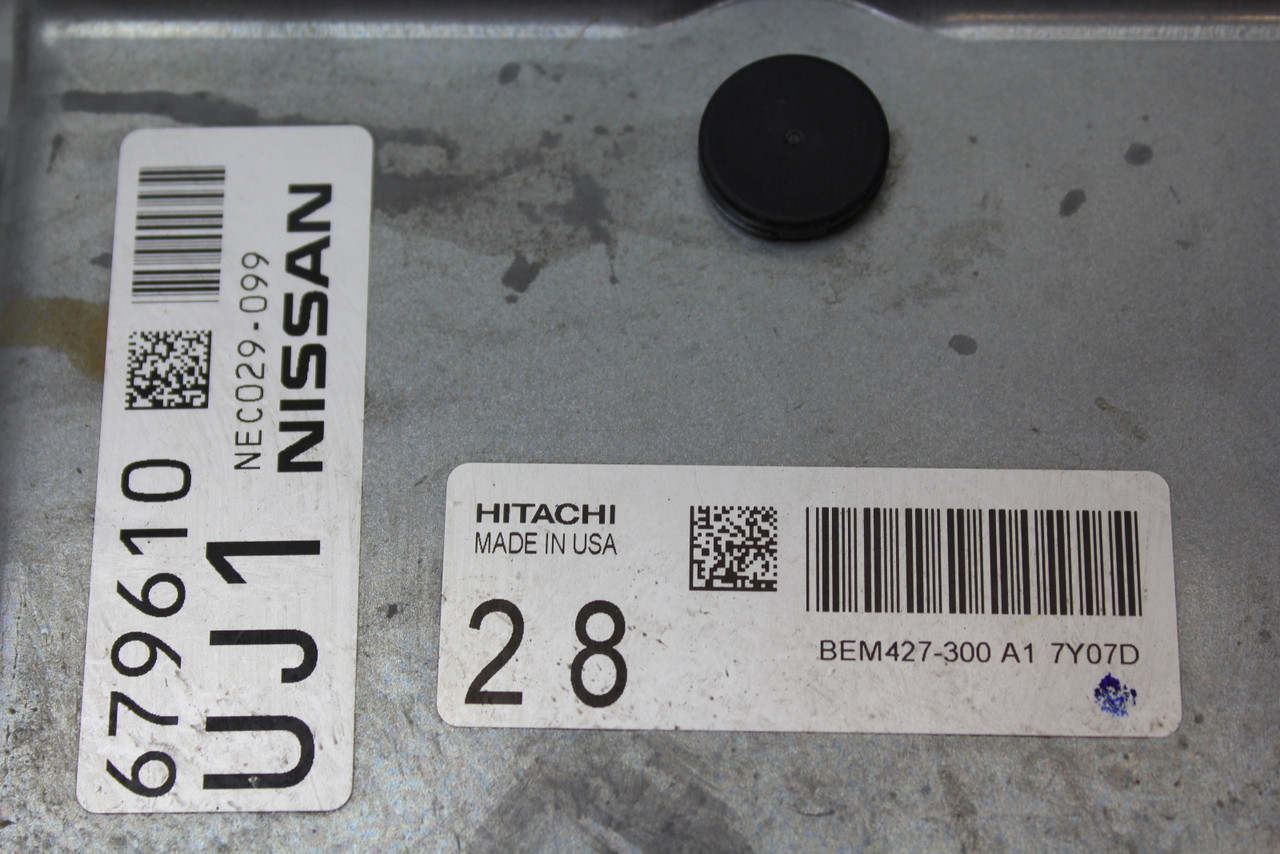 NISSAN
NEC029-099
UJ1
679610
HITACHI
MADE IN USA
28
BEM427-300 A1 7Y07D